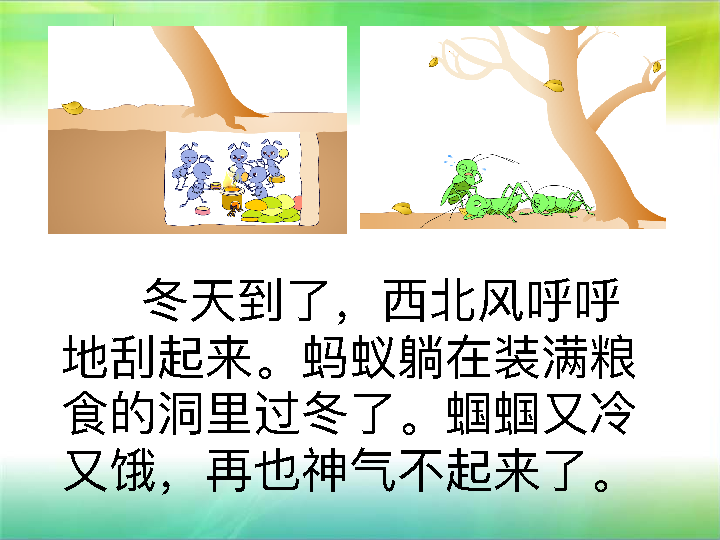 冬天到了，西北风呼呼
地刮起来。蚂蚁躺在装满粮
食的洞里过冬了。蝈蝈又冷
又饿，再也神气不起来了。